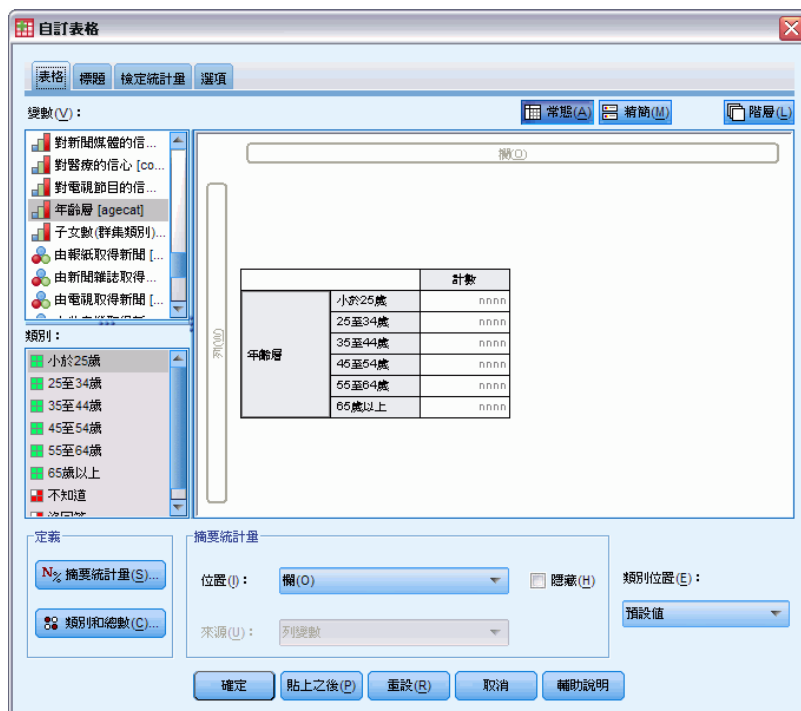 自訂表格
表格 標題 檢定統計量 選項
變數(V)： 常態(A) 精簡(M) 階層(L)
對新聞媒體的信...
對醫療的信心 [co...
對電視節目的信...
年齡層 [agecat]
子女數(群集類別)...
由報紙取得新聞 [...
由新聞雜誌取得...
由電視取得新聞 [...
欄(O)
列(W)
計數
年齡層
小於25歲 nnnn
25至34歲 nnnn
35至44歲 nnnn
45至54歲 nnnn
55至64歲 nnnn
65歲以上 nnnn
類別：
小於25歲
25至34歲
35至44歲
45至54歲
55至64歲
65歲以上
不知道
定義
N% 摘要統計量(S)...
類別和總數(C)...
摘要統計量
位置(I)： 欄(O) 隱藏(H)
來源(U)： 列變數
類別位置(E)：
預設值
確定 貼上之後(P) 重設(R) 取消 輔助說明